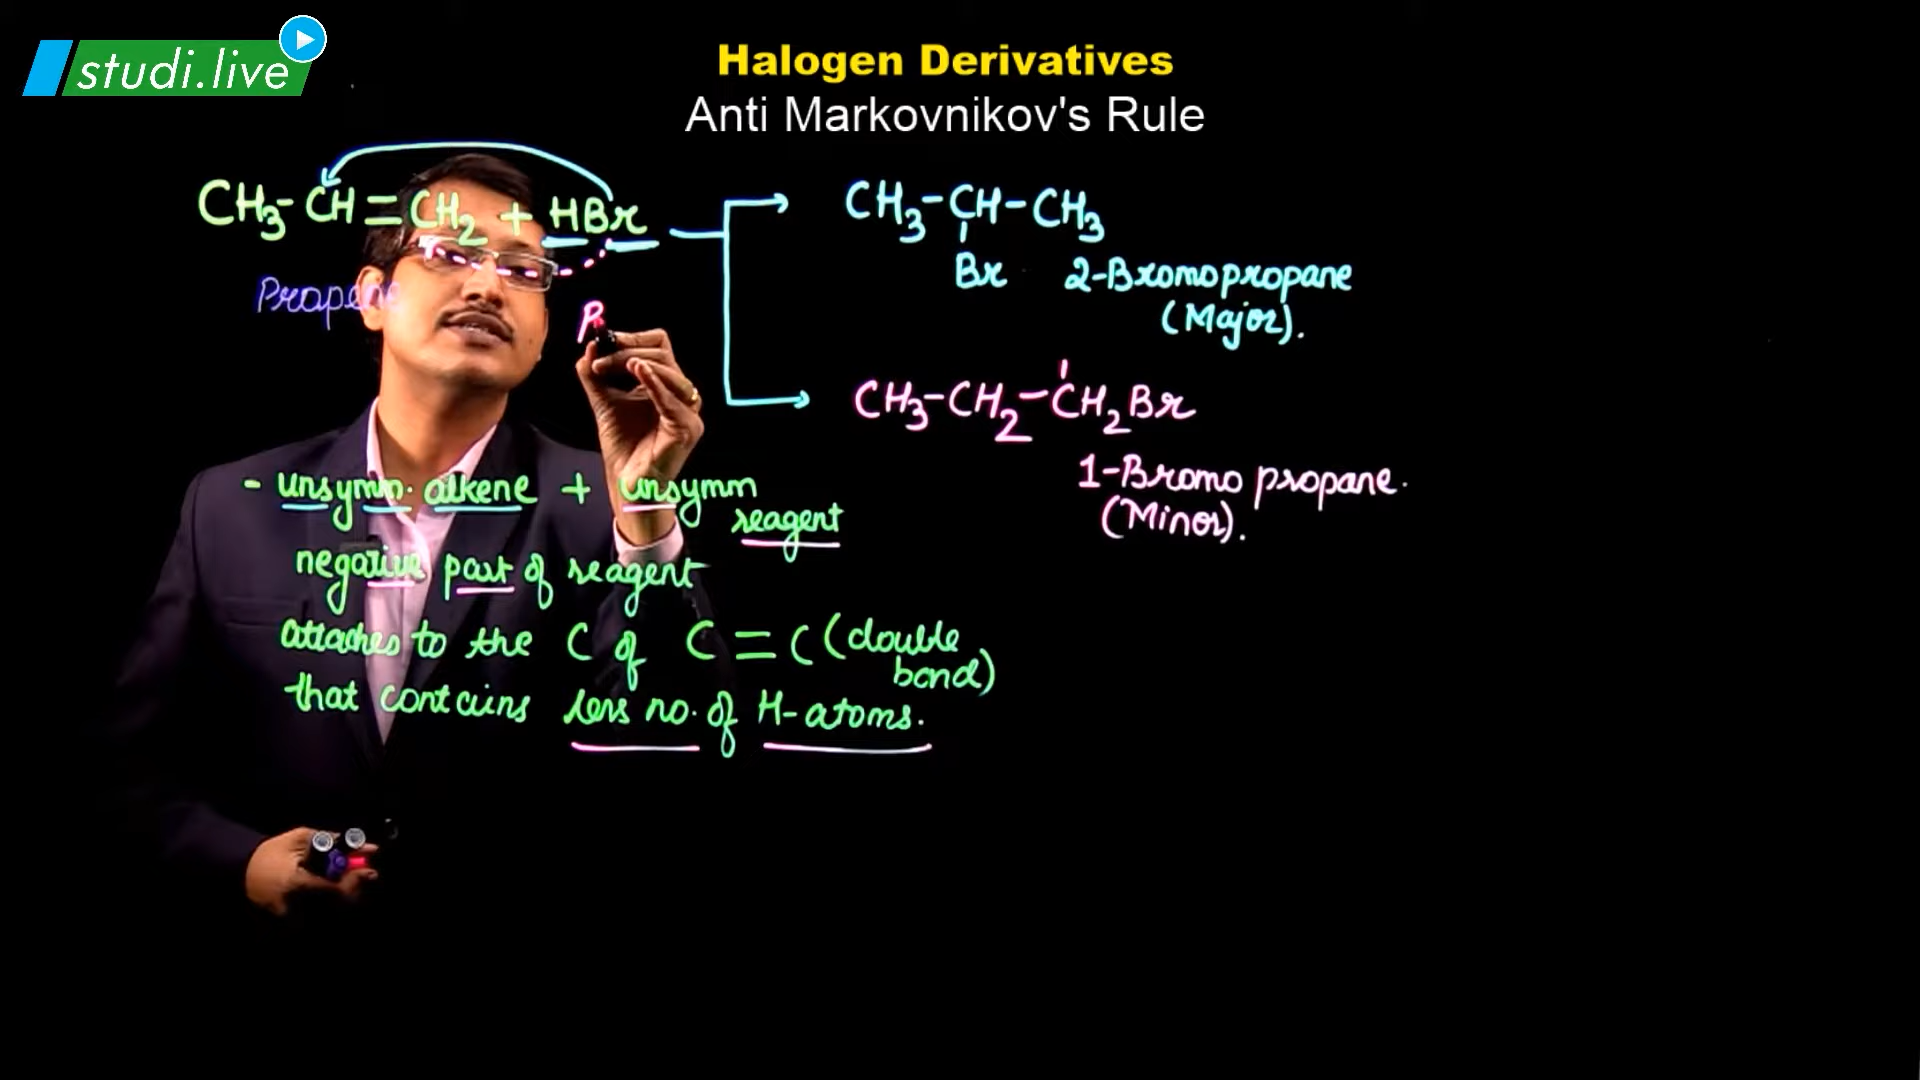 studi.live
Halogen Derivatives
Anti Markovnikov's Rule
CH3-CH=CH2 + HBr
CH3-CH-CH3
Br
2-Bromopropane
(Major).
Propene
P
CH3-CH2-CH2Br
1-Bromo propane.
(Minor).
- unsymm. alkene + unsymm
reagent
negative part of reagent
attaches to the C of C=C (double
bond)
that contains less no. of H-atoms.